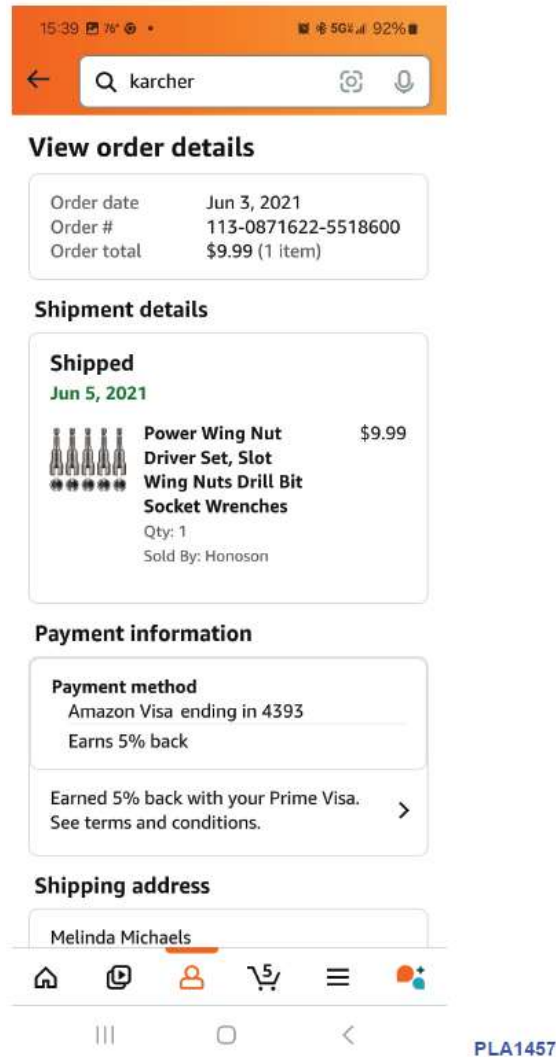 15:39 76° 5G 92%
karcher
View order details
Order date Jun 3, 2021
Order # 113-0871622-5518600
Order total $9.99 (1 item)
Shipment details
Shipped
Jun 5, 2021
Power Wing Nut $9.99
Driver Set, Slot
Wing Nuts Drill Bit
Socket Wrenches
Qty: 1
Sold By: Honoson
Payment information
Payment method
Amazon Visa ending in 4393
Earns 5% back
Earned 5% back with your Prime Visa.
See terms and conditions.
Shipping address
Melinda Michaels
5
PLA1457